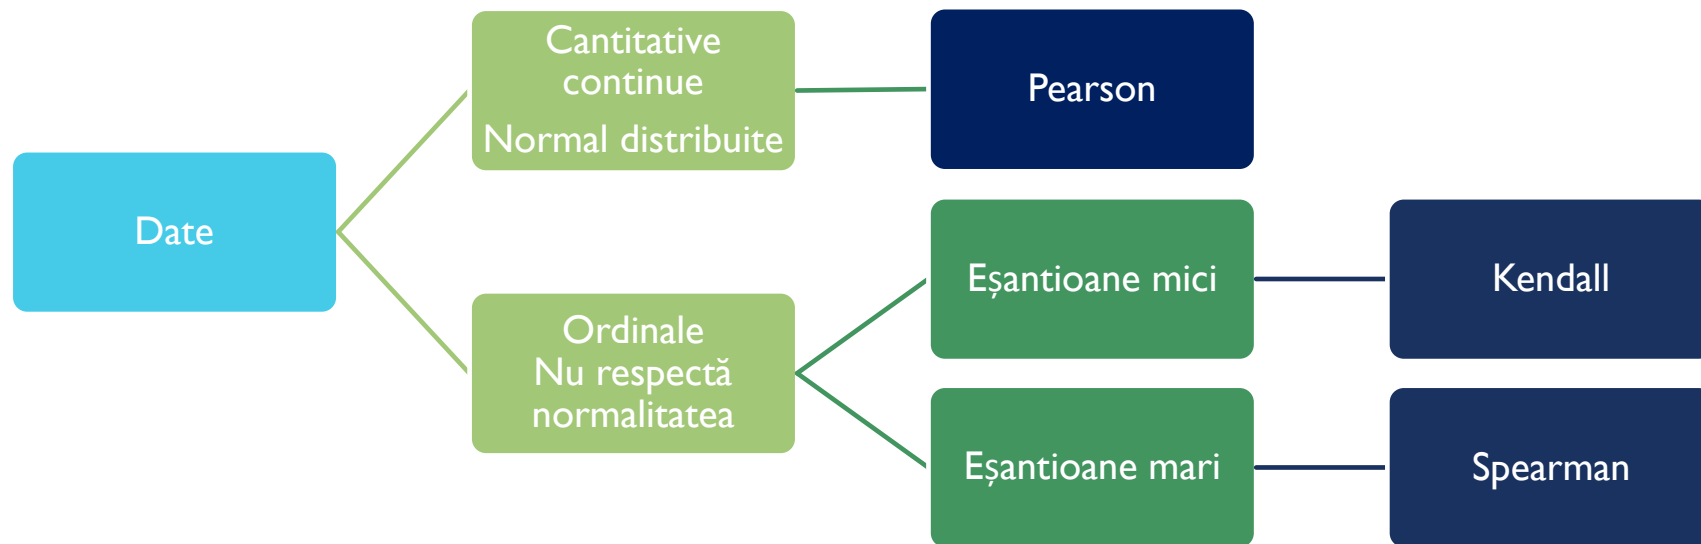 Date
Cantitative
continue
Normal distribuite
Pearson
Ordinale
Nu respectă
normalitatea
Eșantioane mici
Kendall
Eșantioane mari
Spearman